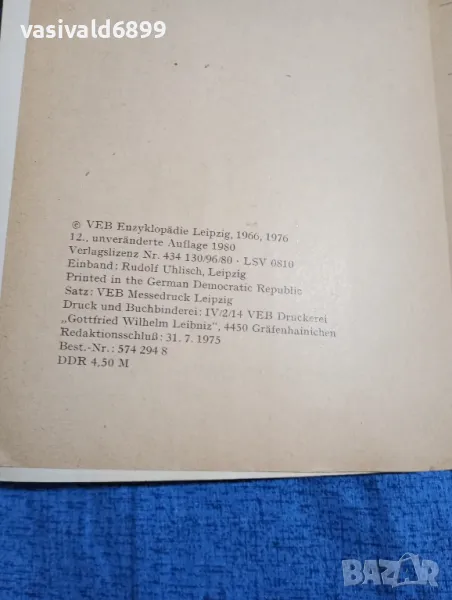 vasivald6899
© VEB Enzyklopädie Leipzig, 1966, 1976
12., unveränderte Auflage 1980
Verlagslizenz Nr. 434 130/96/80 · LSV 0810
Einband: Rudolf Uhlisch, Leipzig
Printed in the German Democratic Republic
Satz: VEB Messedruck Leipzig
Druck und Buchbinderei: IV/2/14 VEB Druckerei
„Gottfried Wilhelm Leibniz", 4450 Gräfenhainichen
Redaktionsschluß: 31. 7. 1975
Best.-Nr.: 574 294 8
DDR 4,50 M
BAZAR